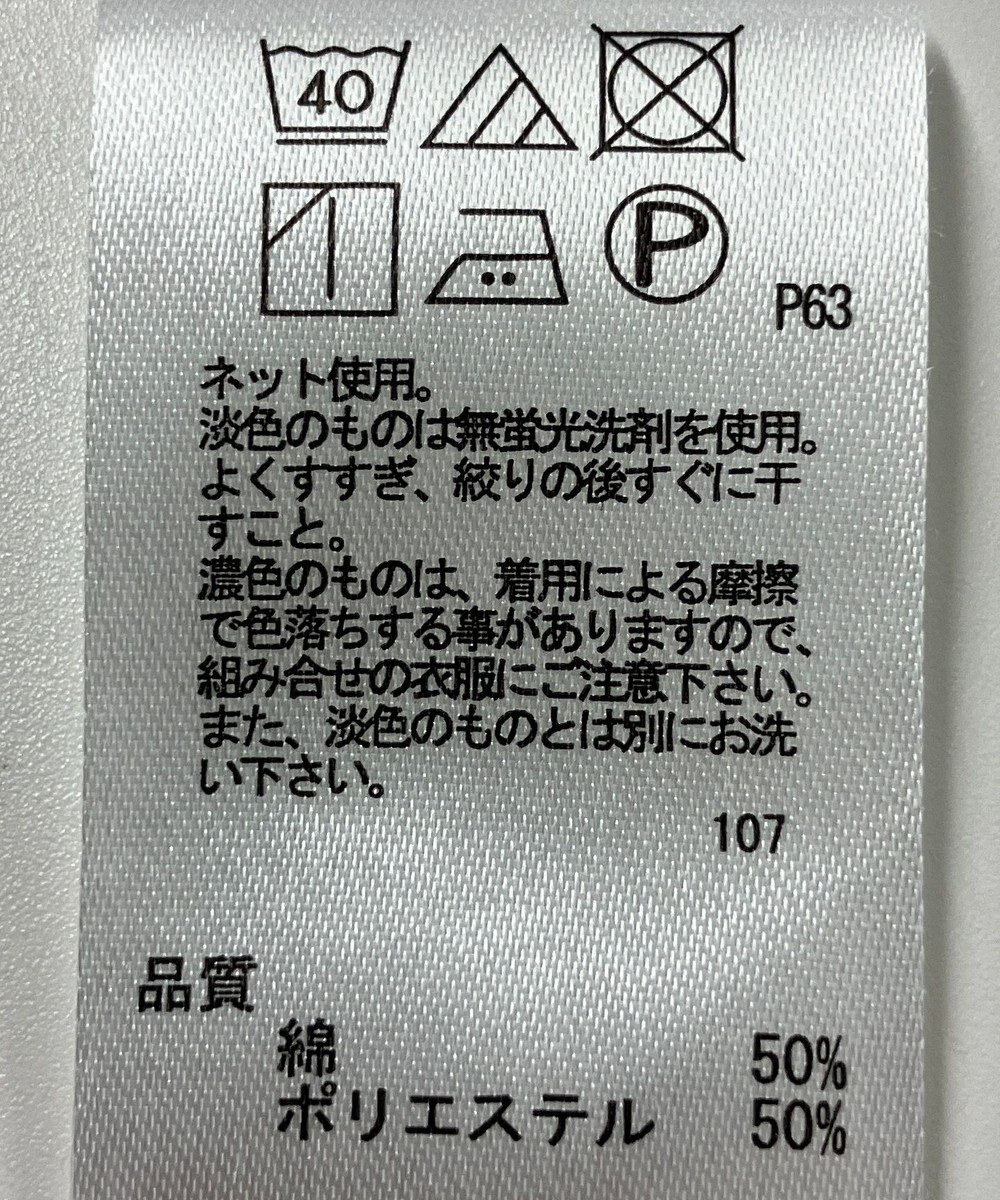 40
P
P63
ネット使用。
淡色のものは無蛍光洗剤を使用。
よくすすぎ、絞りの後すぐに干
すこと。
濃色のものは、着用による摩擦
で色落ちする事がありますので、
組み合せの衣服にご注意下さい。
また、淡色のものとは別にお洗
い下さい。
107
品質
綿 50%
ポリエステル 50%